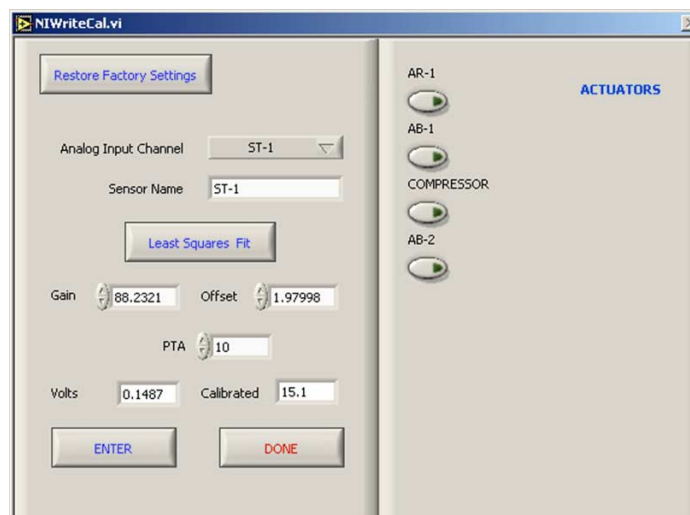 NIWriteCal.vi
Restore Factory Settings
Analog Input Channel ST-1
Sensor Name ST-1
Least Squares Fit
Gain 88.2321 Offset 1.97998
PTA 10
Volts 0.1487 Calibrated 15.1
ENTER DONE
AR-1
ACTUATORS
AB-1
COMPRESSOR
AB-2